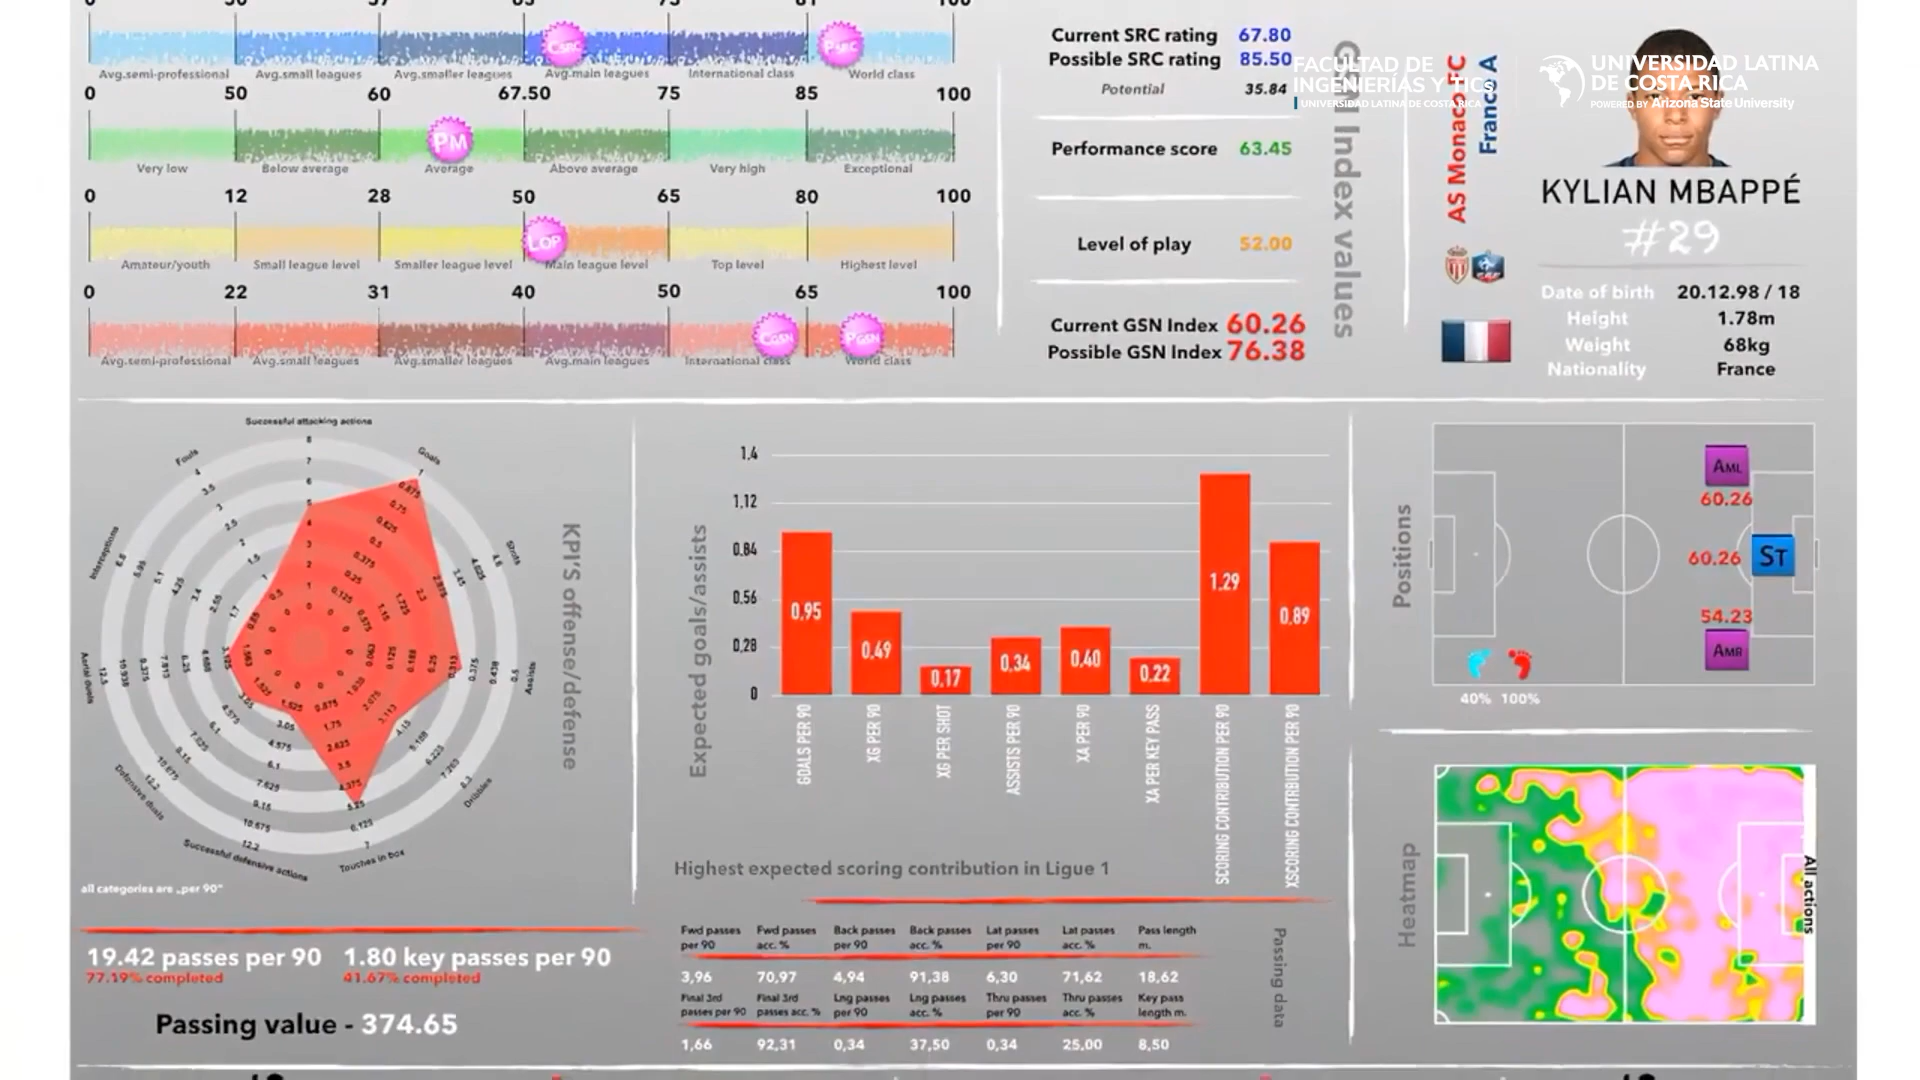 50 57 65 75 81 100
CSRC PSRC
Avg.semi-professional Avg.small leagues Avg.smaller leagues Avg.main leagues International class World class
0 50 60 67.50 75 85 100
PM
Very low Below average Average Above average Very high Exceptional
0 12 28 50 65 80 100
LOP
Amateur/youth Small league level Smaller league level Main league level Top level Highest level
0 22 31 40 50 65 100
CGSN PGSN
Avg.semi-professional Avg.small leagues Avg.smaller leagues Avg.main leagues International class World class
Current SRC rating 67.80
Possible SRC rating 85.50
Potential 35.84
Performance score 63.45
Level of play 52.00
Current GSN Index 60.26
Possible GSN Index 76.38
GSN Index values
FACULTAD DE
INGENIERÍAS Y TICs
UNIVERSIDAD LATINA DE COSTA RICA
UNIVERSIDAD LATINA
DE COSTA RICA
POWERED BY Arizona State University
AS Monaco FC
France A
KYLIAN MBAPPÉ
#29
Date of birth 20.12.98 / 18
Height 1.78m
Weight 68kg
Nationality France
Successful attacking actions
Goals
Shots
Assists
Dribbles
Touches in box
Successful defensive actions
Defensive duels
Aerial duels
Interceptions
Fouls
KPI'S offense/defense
all categories are „per 90"
Expected goals/assists
1,4
1,12
0,84
0,56
0,28
0
0,95 0,49 0,17 0,34 0,40 0,22 1,29 0,89
GOALS PER 90
XG PER 90
XG PER SHOT
ASSISTS PER 90
XA PER 90
XA PER KEY PASS
SCORING CONTRIBUTION PER 90
XSCORING CONTRBUTION PER 90
Highest expected scoring contribution in Ligue 1
Positions
AML
60.26
60.26 ST
54.23
AMR
40% 100%
Heatmap
All actions
19.42 passes per 90 1.80 key passes per 90
77.19% completed 41.67% completed
Passing value - 374.65
Fwd passes per 90 Fwd passes acc. % Back passes per 90 Back passes acc. % Lat passes per 90 Lat passes acc. % Pass length m.
3,96 70,97 4,94 91,38 6,30 71,62 18,62
Final 3rd passes per 90 Final 3rd passes acc. % Lng passes per 90 Lng passes acc. % Thru passes per 90 Thru passes acc. % Key pass length m.
1,66 92,31 0,34 37,50 0,34 25,00 8,50
Passing data